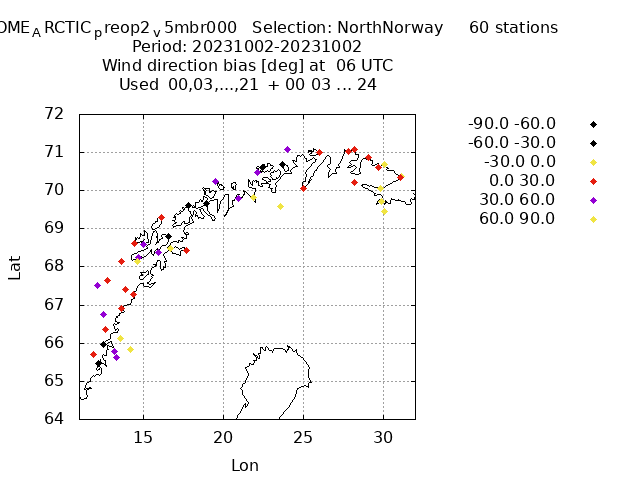 OME_ARCTIC_preop2_v5mbr000 Selection: NorthNorway 60 stations
Period: 20231002-20231002
Wind direction bias [deg] at 06 UTC
Used 00,03,...,21 + 00 03 ... 24
-90.0 -60.0
-60.0 -30.0
-30.0 0.0
0.0 30.0
30.0 60.0
60.0 90.0
72
71
70
69
68
67
66
65
64
Lat
15 20 25 30
Lon